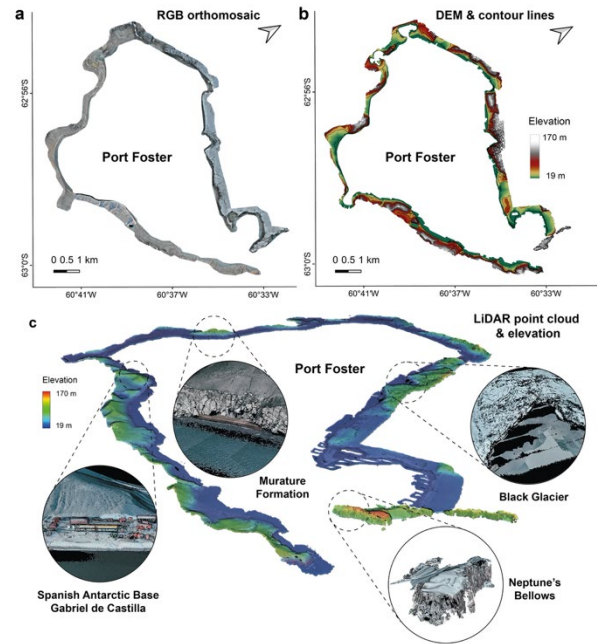 a
RGB orthomosaic
62°56'S
Port Foster
0 0.5 1 km
63°0'S
60°41'W
60°37'W
60°33'W
b
DEM & contour lines
62°56'S
Elevation
170 m
19 m
Port Foster
0 0.5 1 km
63°0'S
60°41'W
60°37'W
60°32'W
c
LiDAR point cloud
& elevation
Port Foster
Elevation
170 m
19 m
Murature
Formation
Black Glacier
Spanish Antarctic Base
Gabriel de Castilla
Neptune's
Bellows